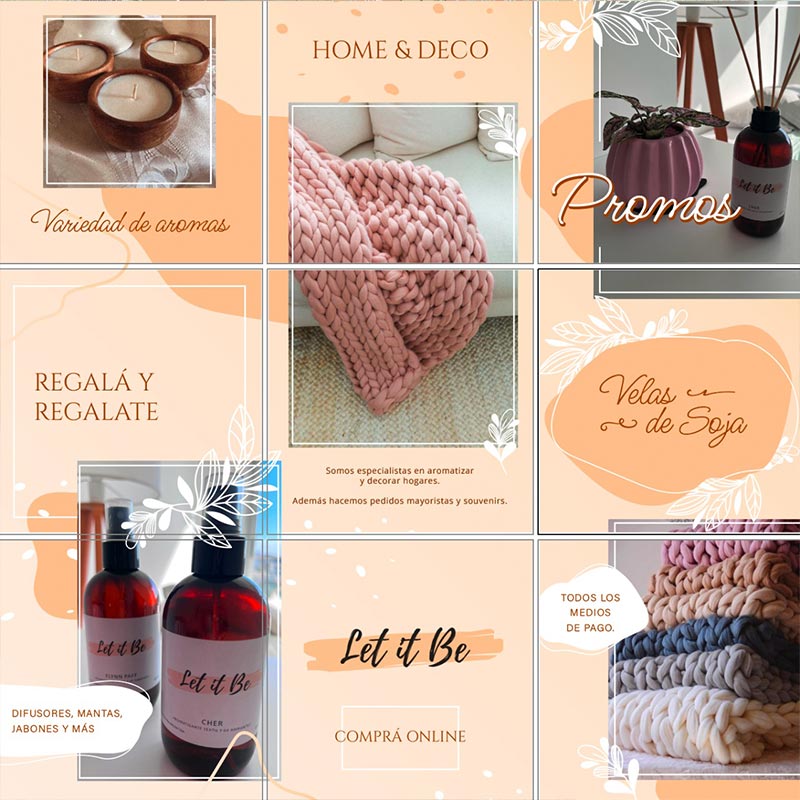 Variedad de aromas
HOME & DECO
Let it Be
CHER
Promos
REGALÁ Y
REGALATE
Somos especialistas en aromatizar
y decorar hogares.
Además hacemos pedidos mayoristas y souvenirs.
Velas
de Soja
Let it Be
Let it Be
CHER
DIFUSORES, MANTAS,
JABONES Y MÁS
Let it Be
COMPRÁ ONLINE
TODOS LOS
MEDIOS
DE PAGO.